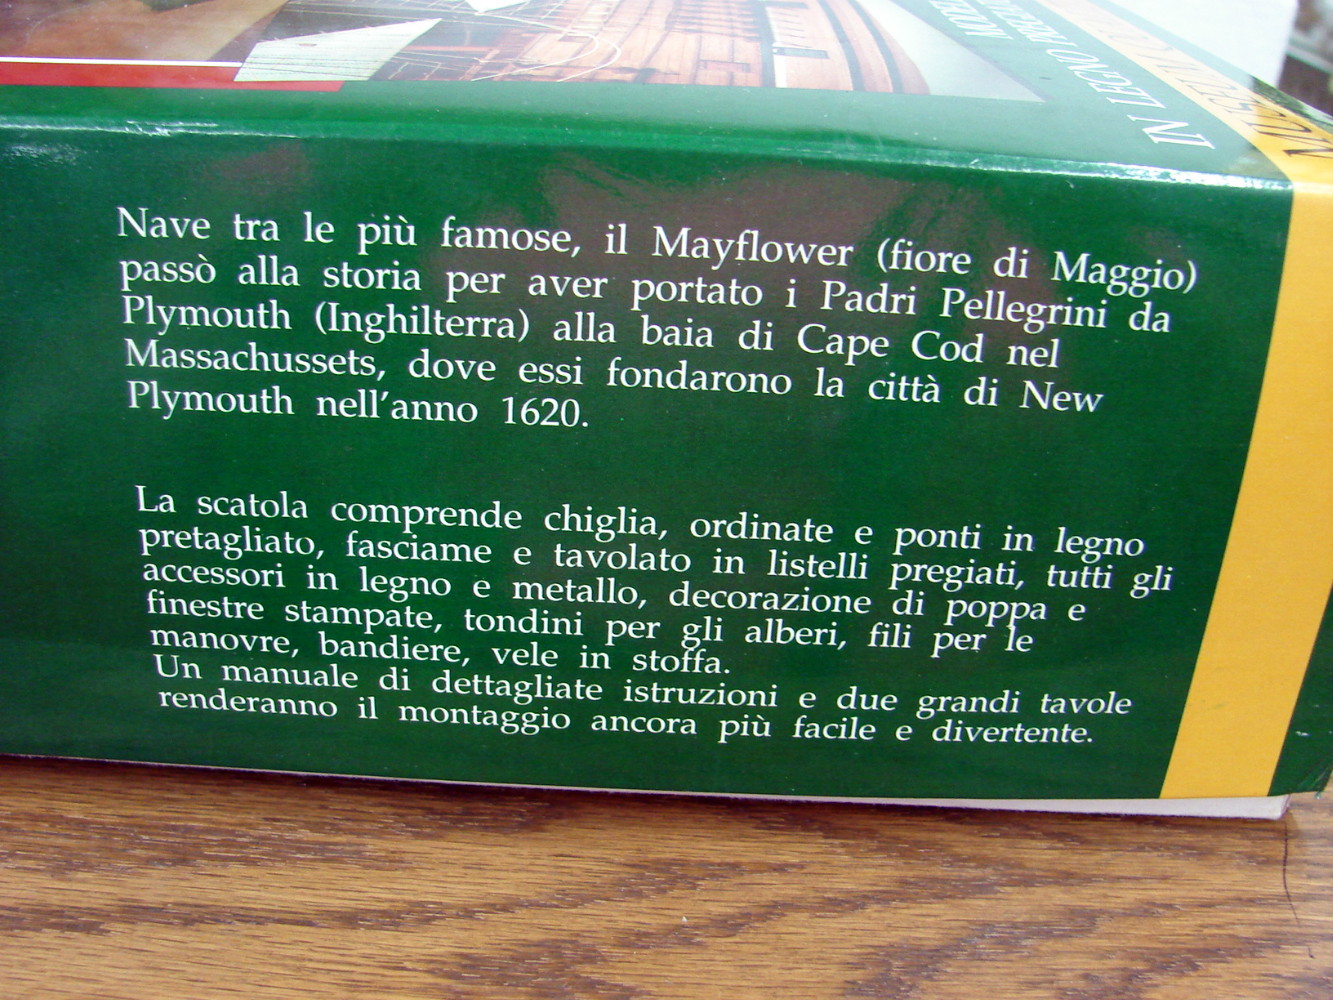 IN LEGNO
Nave tra le più famose, il Mayflower (fiore di Maggio)
passò alla storia per aver portato i Padri Pellegrini da
Plymouth (Inghilterra) alla baia di Cape Cod nel
Massachussets, dove essi fondarono la città di New
Plymouth nell'anno 1620.
La scatola comprende chiglia, ordinate e ponti in legno
pretagliato, fasciame e tavolato in listelli pregiati, tutti gli
accessori in legno e metallo, decorazione di poppa e
finestre stampate, tondini per gli alberi, fili per le
manovre, bandiere, vele in stoffa.
Un manuale di dettagliate istruzioni e due grandi tavole
renderanno il montaggio ancora più facile e divertente.